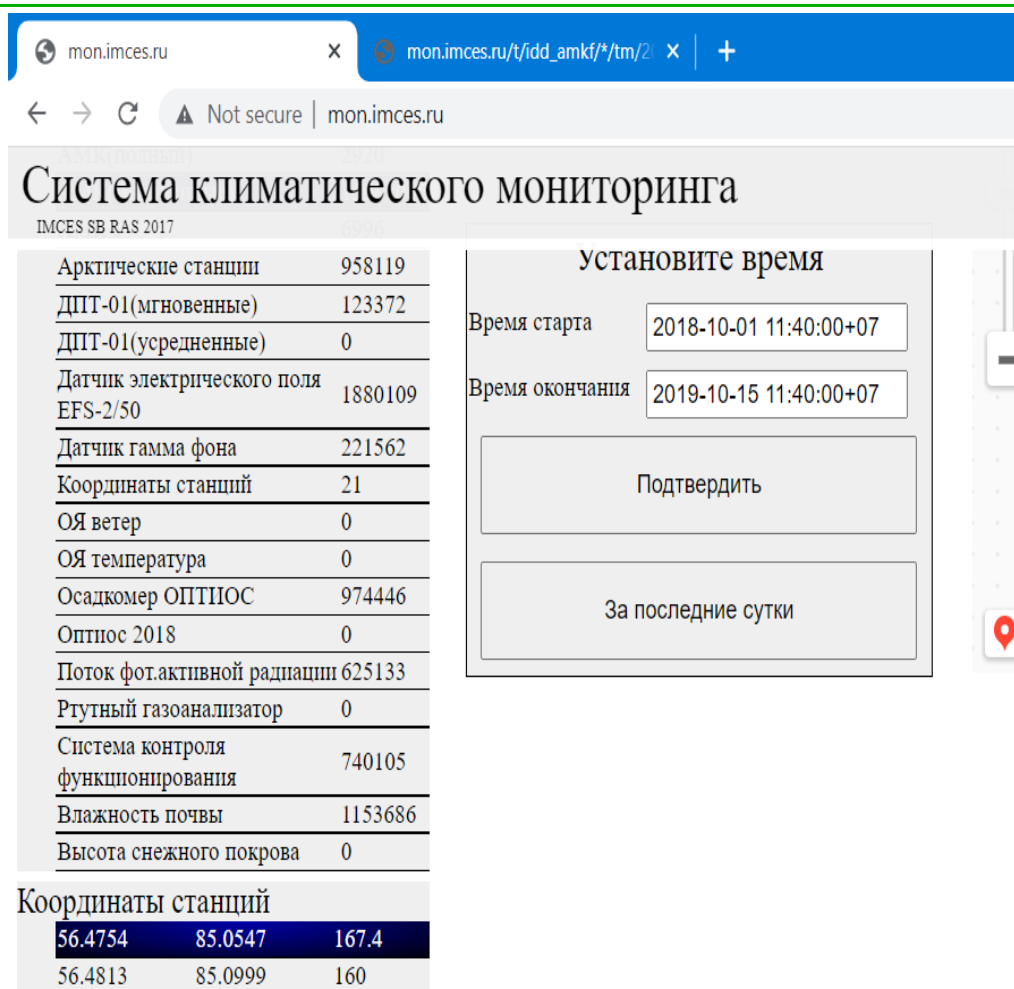 mon.imces.ru
mon.imces.ru/t/idd_amkf/*/tm/2
Not secure | mon.imces.ru
АМК(полный) 2920
Система климатического мониторинга
IMCES SB RAS 2017
6996
Арктические станции 958119
ДПТ-01(мгновенные) 123372
ДПТ-01(усредненные) 0
Датчик электрического поля
EFS-2/50 1880109
Датчик гамма фона 221562
Координаты станций 21
ОЯ ветер 0
ОЯ температура 0
Осадкомер ОПТИОС 974446
Оптиос 2018 0
Поток фот.активной радиации 625133
Ртутный газоанализатор 0
Система контроля
функционирования 740105
Влажность почвы 1153686
Высота снежного покрова 0
Координаты станций
56.4754 85.0547 167.4
56.4813 85.0999 160
Установите время
Время старта 2018-10-01 11:40:00+07
Время окончания 2019-10-15 11:40:00+07
Подтвердить
За последние сутки